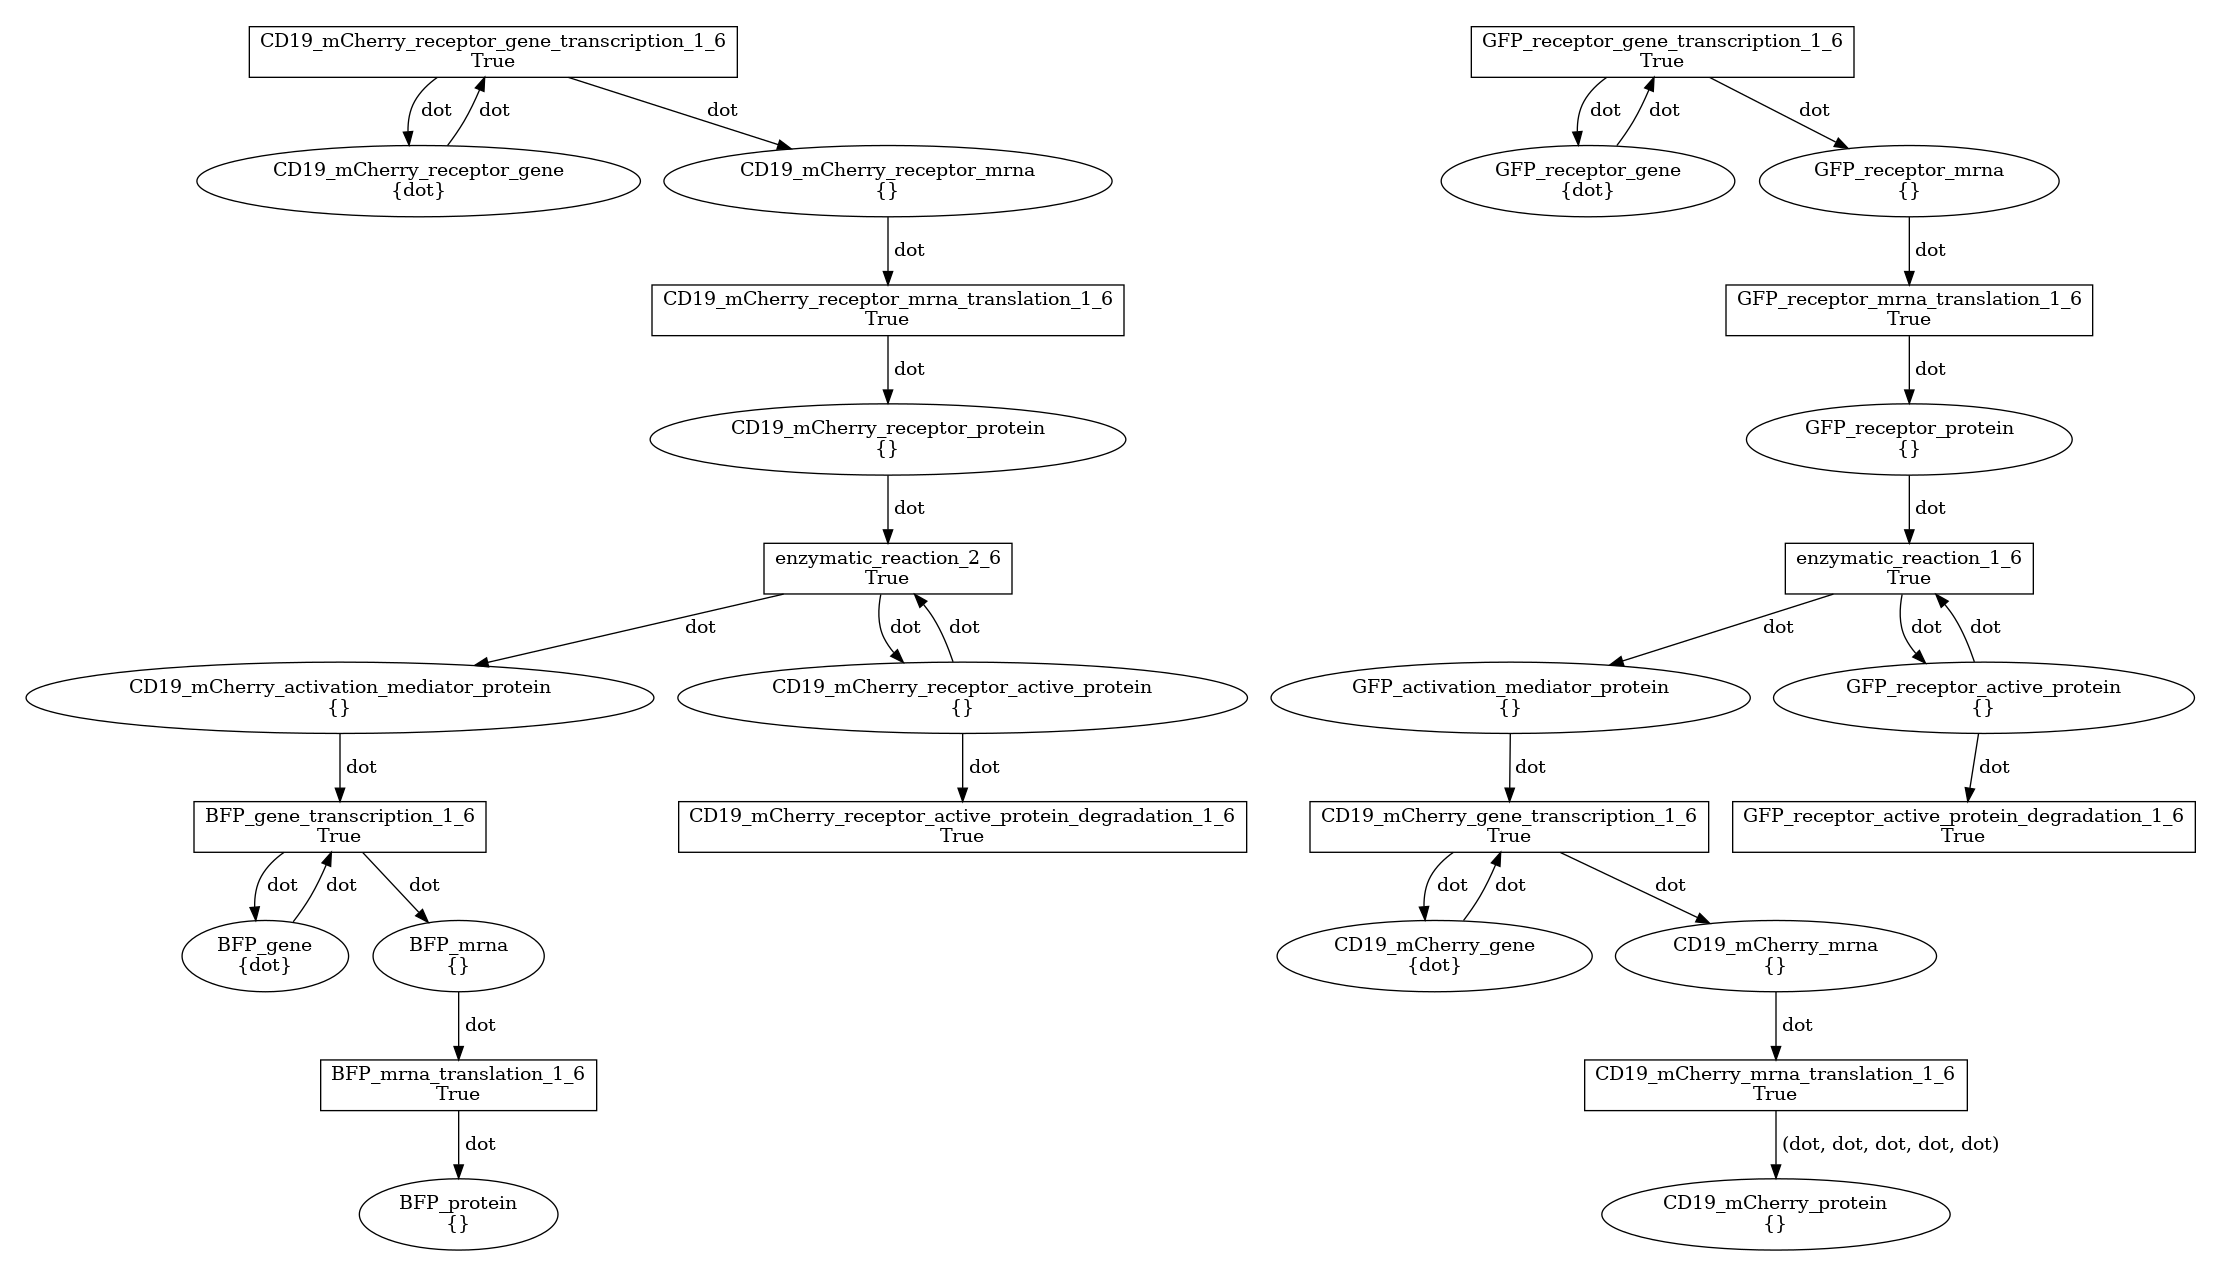 CD19_mCherry_receptor_gene_transcription_1_6
True
GFP_receptor_gene_transcription_1_6
True
dot
dot
dot
dot
dot
dot
CD19_mCherry_receptor_gene
{dot}
CD19_mCherry_receptor_mrna
{}
GFP_receptor_gene
{dot}
GFP_receptor_mrna
{}
dot
dot
CD19_mCherry_receptor_mrna_translation_1_6
True
GFP_receptor_mrna_translation_1_6
True
dot
dot
CD19_mCherry_receptor_protein
{}
GFP_receptor_protein
{}
dot
dot
enzymatic_reaction_2_6
True
enzymatic_reaction_1_6
True
dot
dot
dot
dot
dot
dot
CD19_mCherry_activation_mediator_protein
{}
CD19_mCherry_receptor_active_protein
{}
GFP_activation_mediator_protein
{}
GFP_receptor_active_protein
{}
dot
dot
dot
dot
BFP_gene_transcription_1_6
True
CD19_mCherry_receptor_active_protein_degradation_1_6
True
CD19_mCherry_gene_transcription_1_6
True
GFP_receptor_active_protein_degradation_1_6
True
dot
dot
dot
dot
dot
dot
BFP_gene
{dot}
BFP_mrna
{}
CD19_mCherry_gene
{dot}
CD19_mCherry_mrna
{}
dot
dot
BFP_mrna_translation_1_6
True
CD19_mCherry_mrna_translation_1_6
True
dot
(dot, dot, dot, dot, dot)
BFP_protein
{}
CD19_mCherry_protein
{}